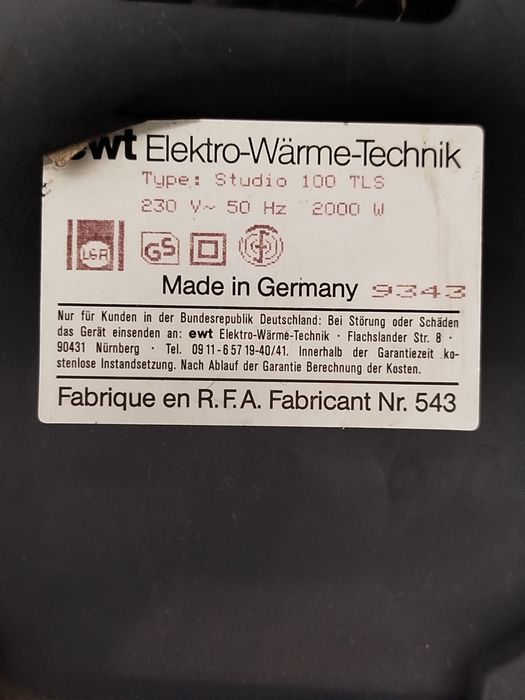 ewt Elektro-Wärme-Technik
Type: Studio 100 TLS
230 V~ 50 Hz 2000 W
LGA GS
Made in Germany 9343
Nur für Kunden in der Bundesrepublik Deutschland: Bei Störung oder Schäden
das Gerät einsenden an: ewt Elektro-Wärme-Technik · Flachslander Str. 8 ·
90431 Nürnberg · Tel. 09 11-6 57 19-40/41. Innerhalb der Garantiezeit ko-
stenlose Instandsetzung. Nach Ablauf der Garantie Berechnung der Kosten.
Fabrique en R.F.A. Fabricant Nr. 543